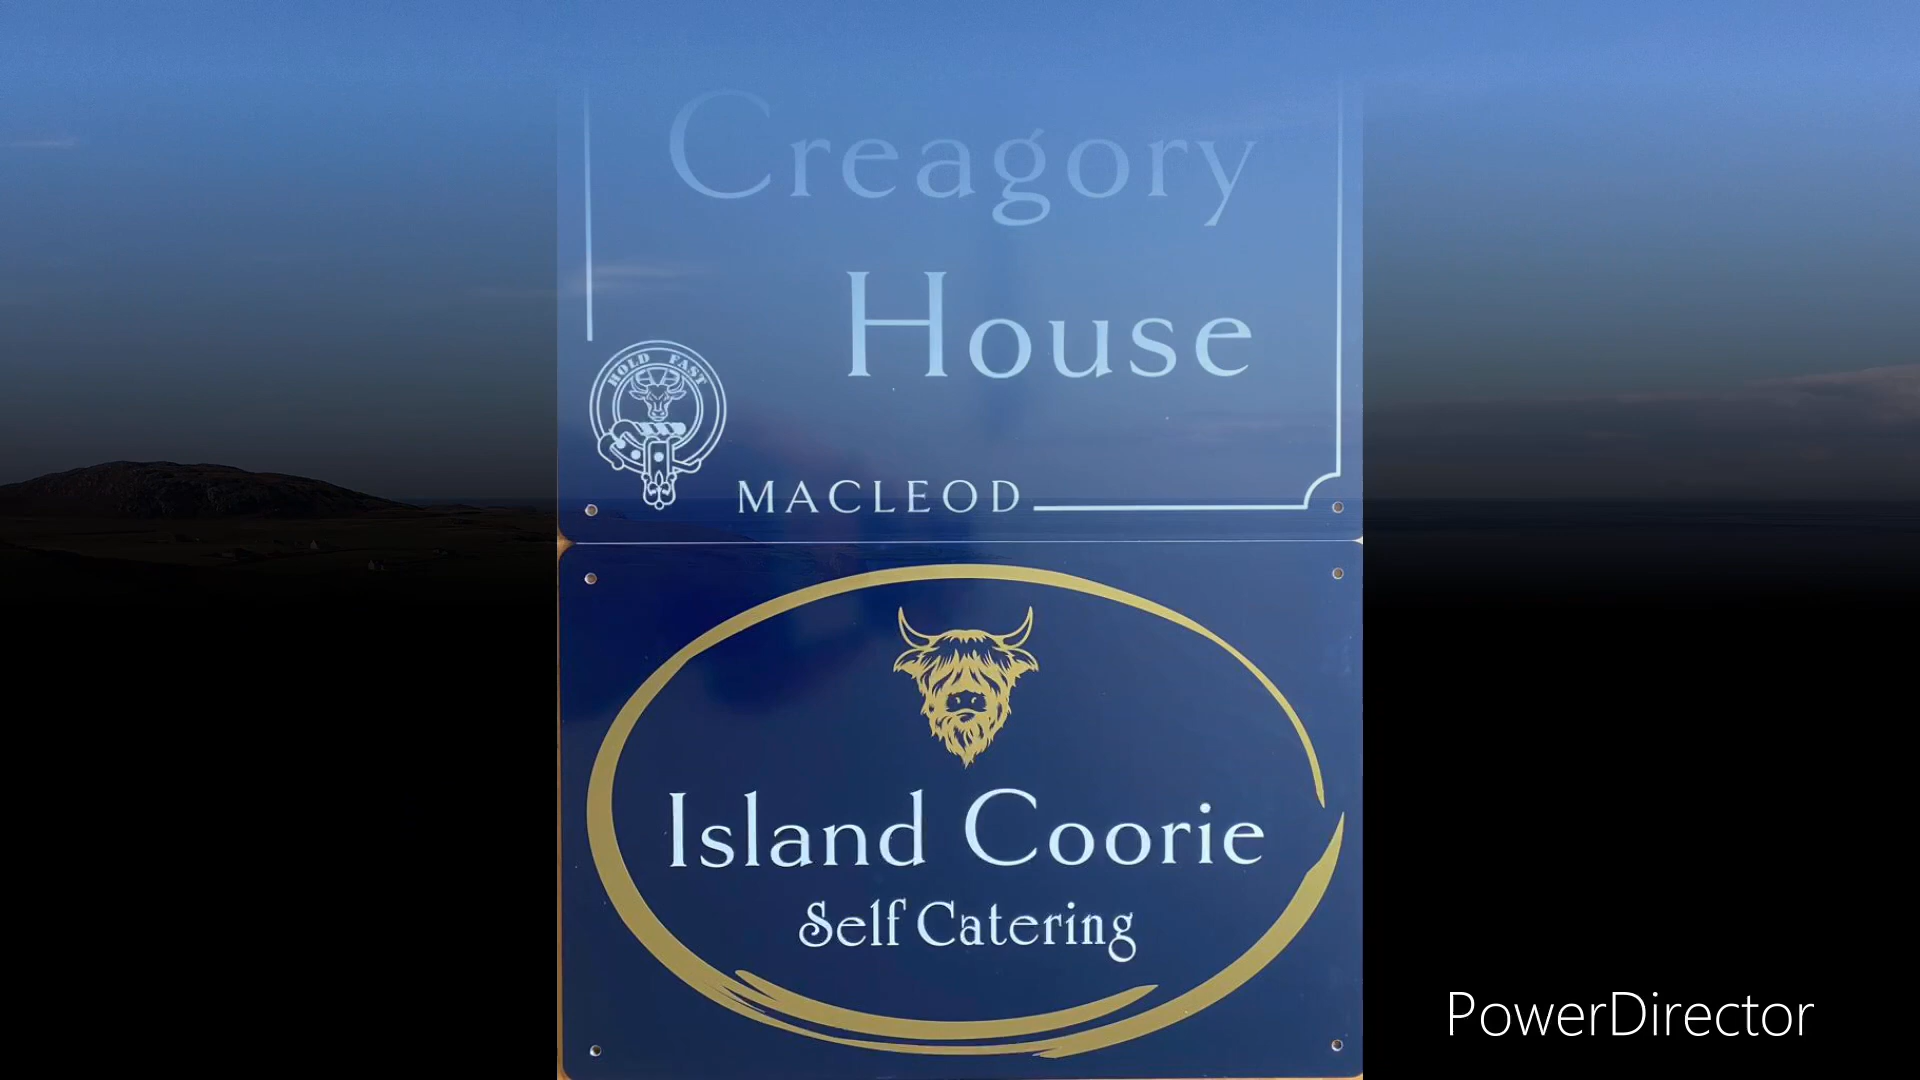 Creagory
House
HOLD FAST
MACLEOD
Island Coorie
Self Catering
PowerDirector